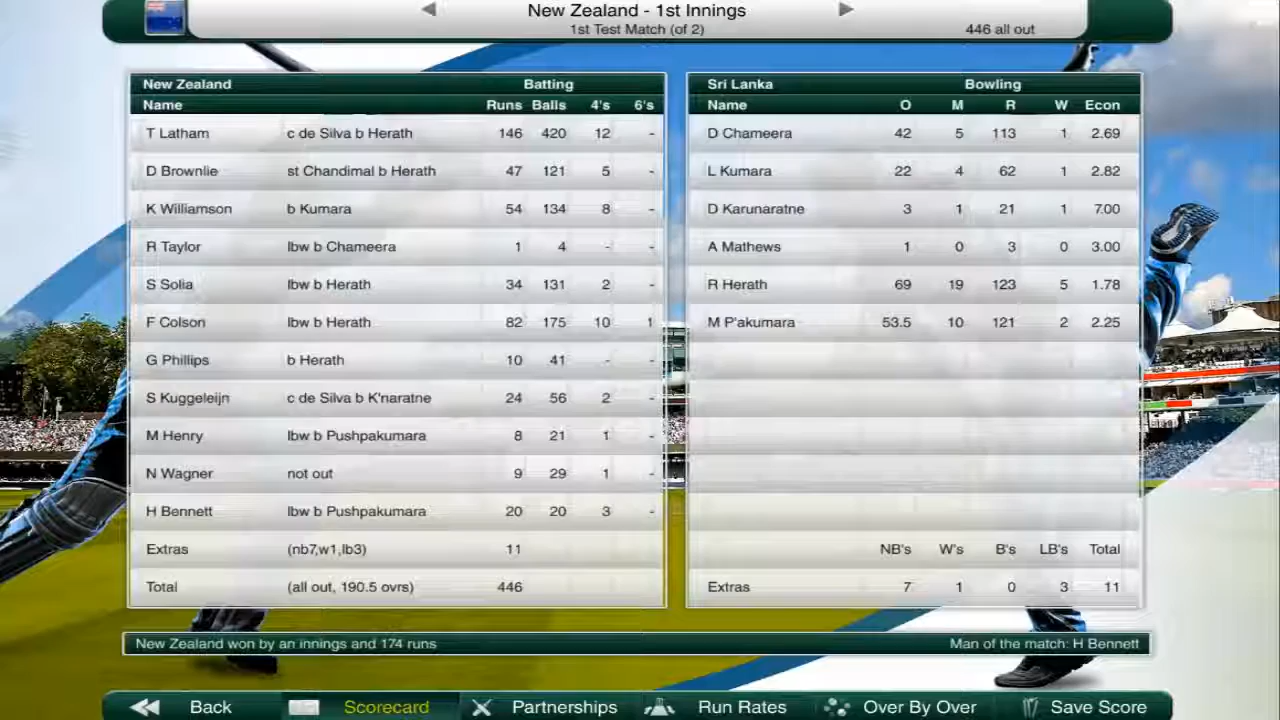 New Zealand - 1st Innings
1st Test Match (of 2)
446 all out
New Zealand Batting
Name Runs Balls 4's 6's
T Latham c de Silva b Herath 146 420 12 -
D Brownlie st Chandimal b Herath 47 121 5 -
K Williamson b Kumara 54 134 8 -
R Taylor lbw b Chameera 1 4 - -
S Solia lbw b Herath 34 131 2 -
F Colson lbw b Herath 82 175 10 1
G Phillips b Herath 10 41 - -
S Kuggeleijn c de Silva b K'naratne 24 56 2 -
M Henry lbw b Pushpakumara 8 21 1 -
N Wagner not out 9 29 1 -
H Bennett lbw b Pushpakumara 20 20 3 -
Extras (nb7,w1,lb3) 11
Total (all out, 190.5 ovrs) 446
Sri Lanka Bowling
Name O M R W Econ
D Chameera 42 5 113 1 2.69
L Kumara 22 4 62 1 2.82
D Karunaratne 3 1 21 1 7.00
A Mathews 1 0 3 0 3.00
R Herath 69 19 123 5 1.78
M P'akumara 53.5 10 121 2 2.25
NB's W's B's LB's Total
Extras 7 1 0 3 11
New Zealand won by an innings and 174 runs
Man of the match: H Bennett
Back Scorecard Partnerships Run Rates Over By Over Save Score